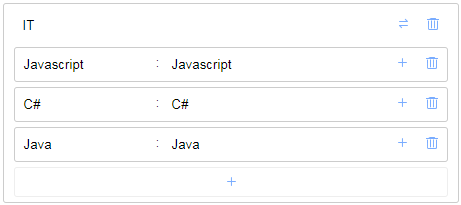 IT
Javascript : Javascript
C# : C#
Java : Java